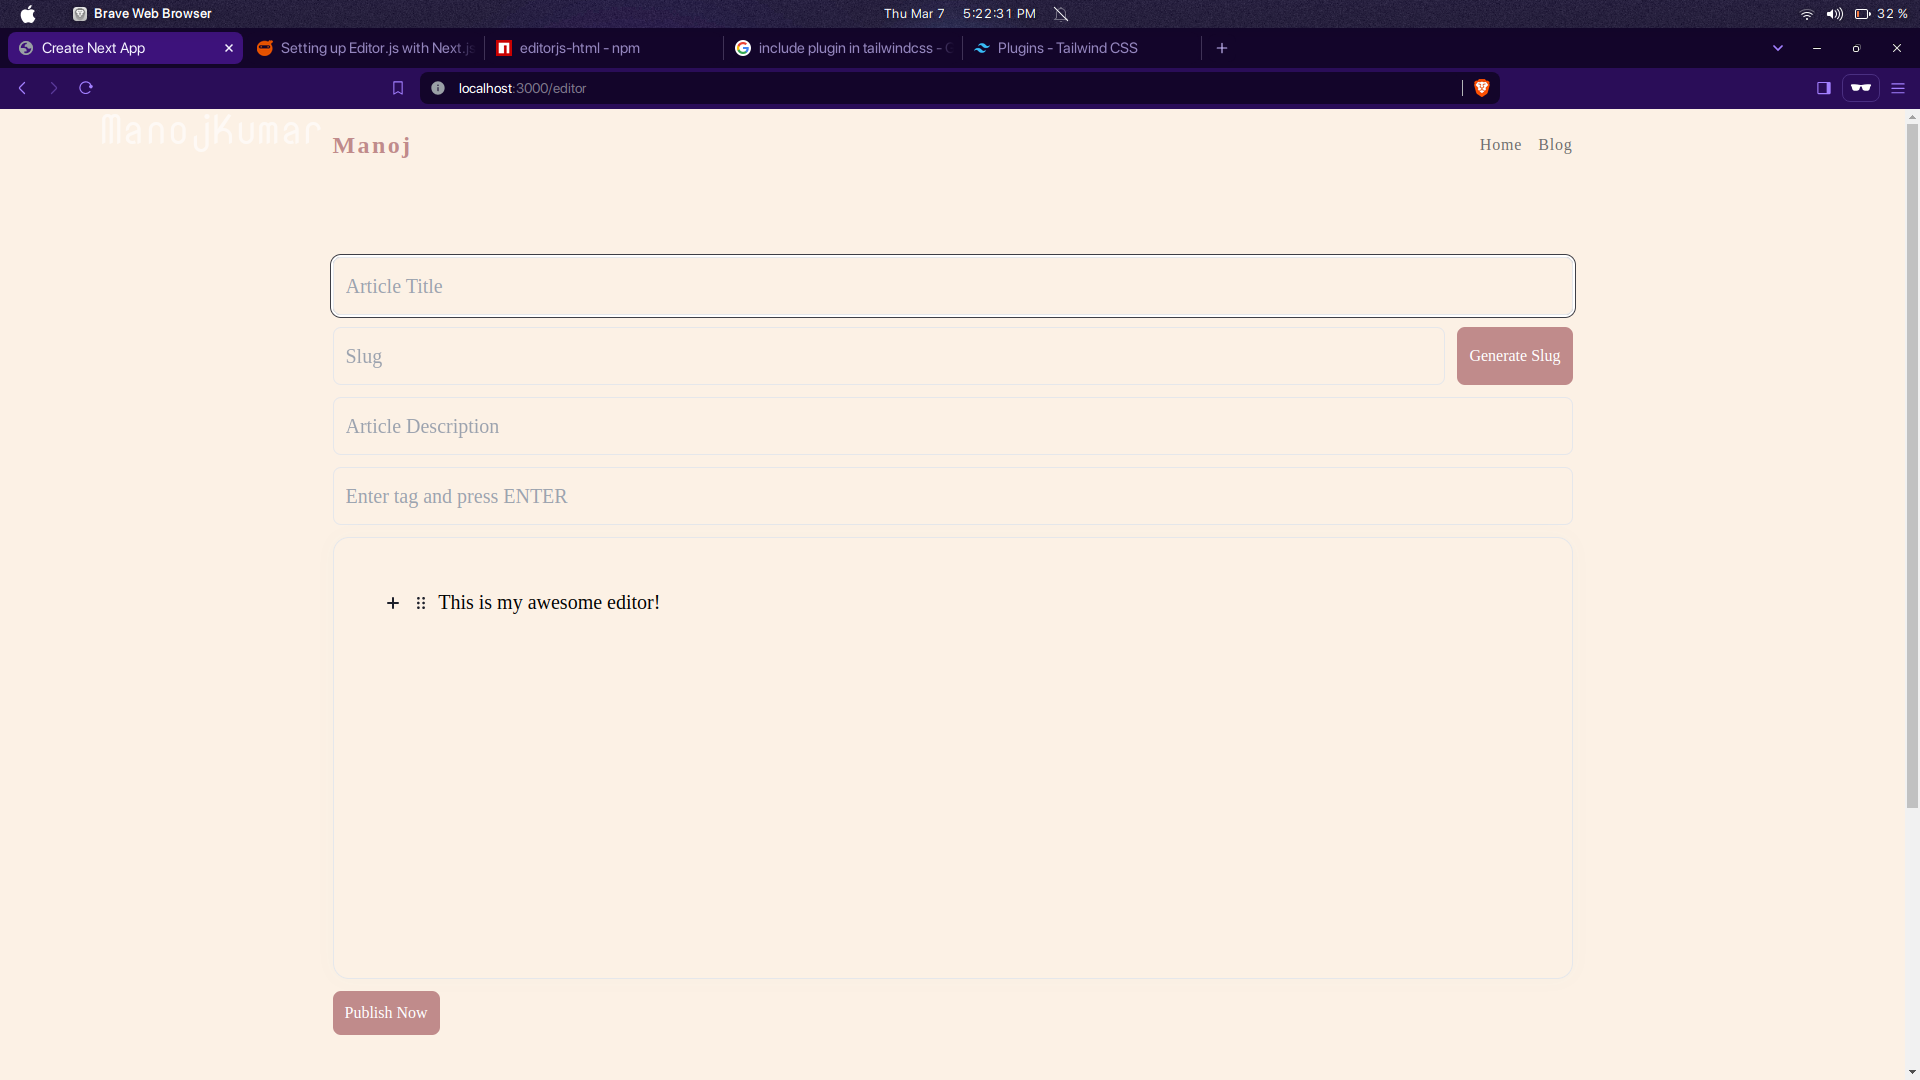 Brave Web Browser
Thu Mar 7 5:22:31 PM
32 %
Create Next App
Setting up Editor.js with Next.js
editorjs-html - npm
include plugin in tailwindcss -
Plugins - Tailwind CSS
localhost:3000/editor
ManojKumar
Manoj
Home Blog
Article Title
Slug
Generate Slug
Article Description
Enter tag and press ENTER
This is my awesome editor!
Publish Now